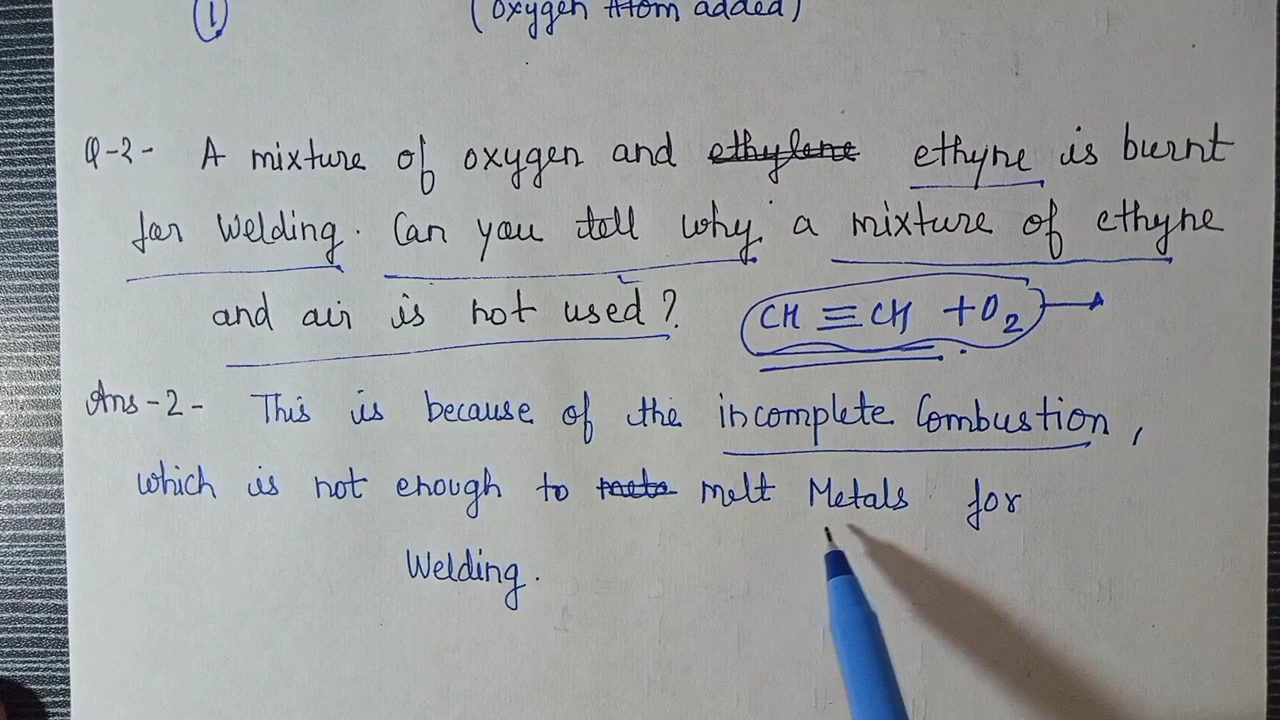 (1) (Oxygen Atom added)
Q-2- A mixture of oxygen and ethylene ethyne is burnt
for Welding. Can you tell why a mixture of ethyne
and air is not used? CH ≡ CH + O2 →
Ans-2- This is because of the incomplete Combustion,
which is not enough to melt Metals for
Welding.